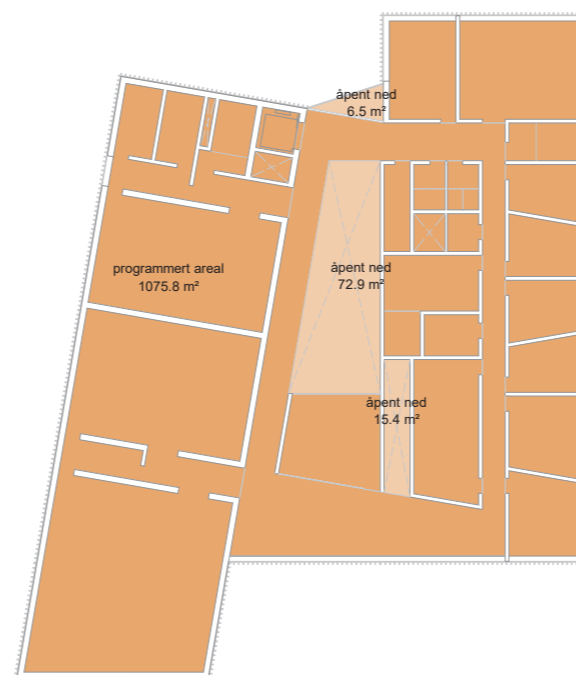 åpent ned
6.5 m²
programmert areal
1075.8 m²
åpent ned
72.9 m²
åpent ned
15.4 m²